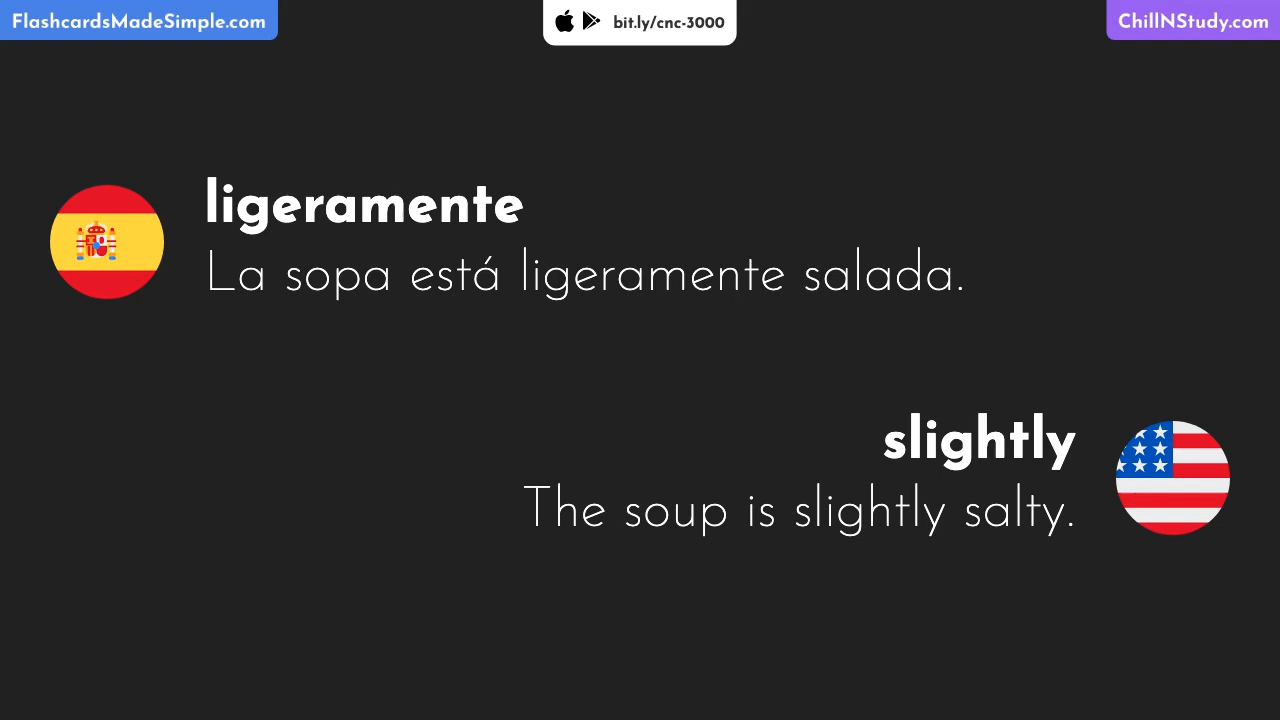 FlashcardsMadeSimple.com
bit.ly/cnc-3000
ChillNStudy.com
ligeramente
La sopa está ligeramente salada.
slightly
The soup is slightly salty.